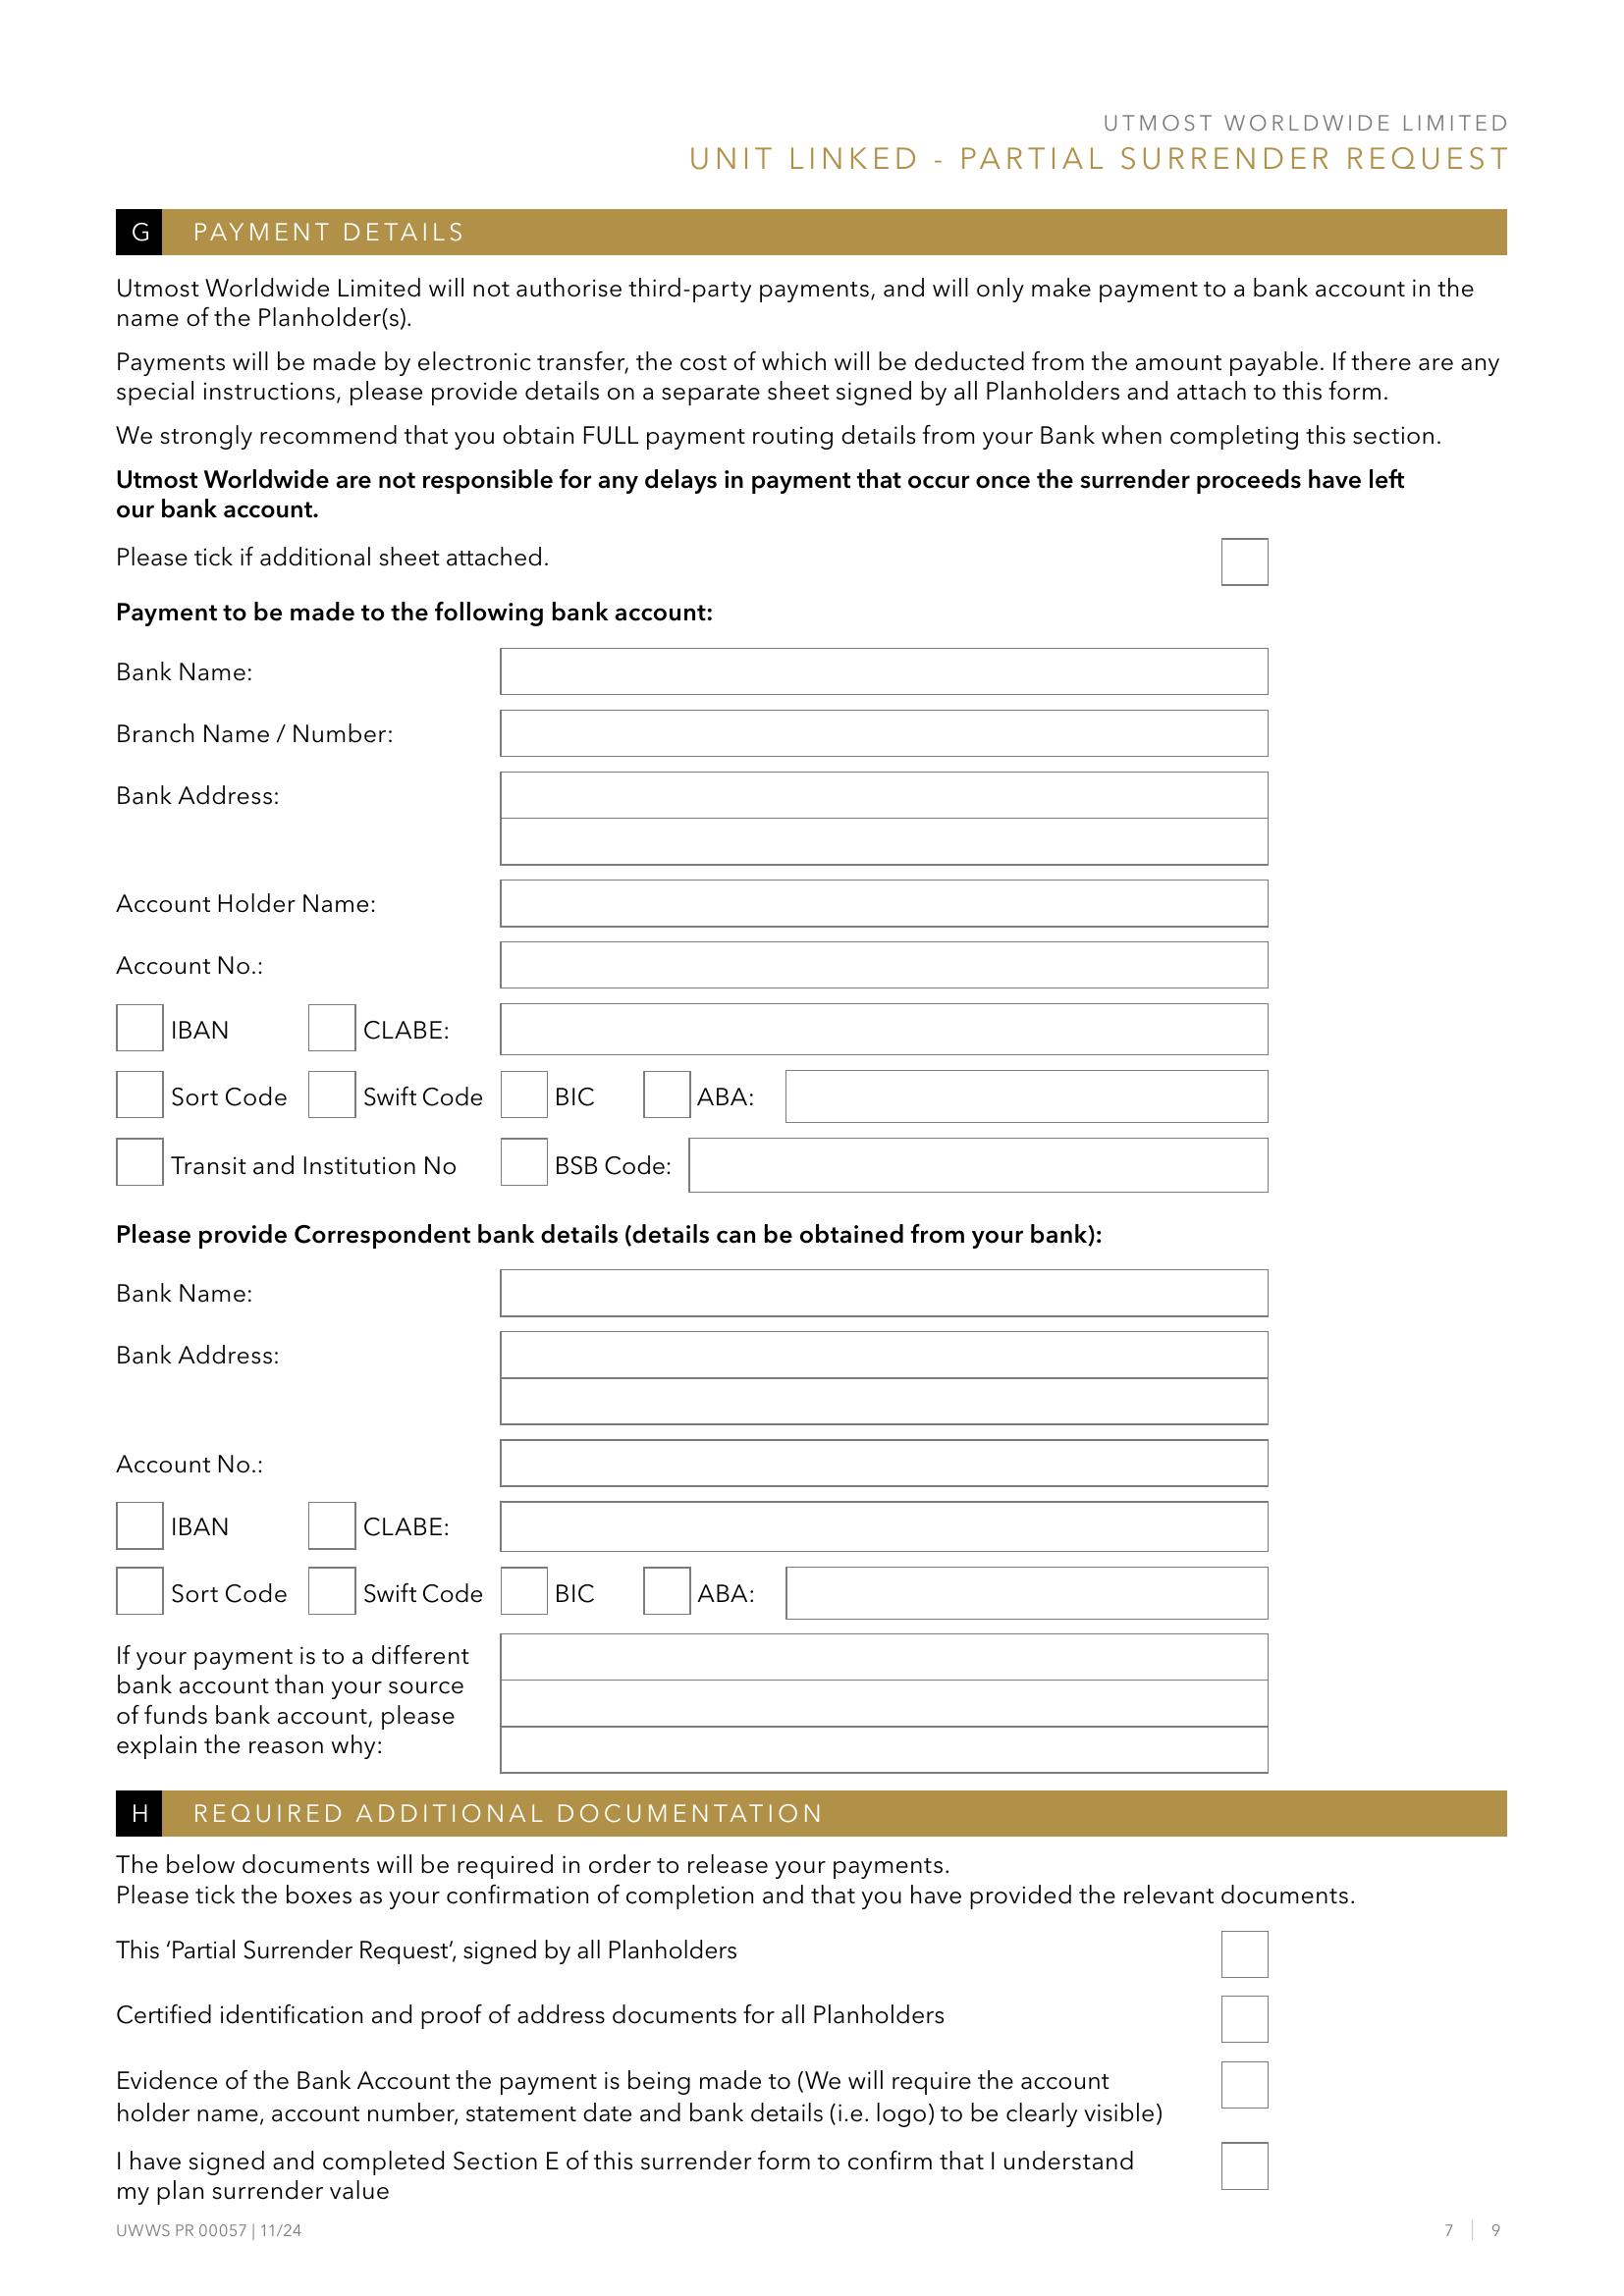 UTMOST WORLDWIDE LIMITED
UNIT LINKED - PARTIAL SURRENDER REQUEST
G PAYMENT DETAILS
Utmost Worldwide Limited will not authorise third-party payments, and will only make payment to a bank account in the
name of the Planholder(s).
Payments will be made by electronic transfer, the cost of which will be deducted from the amount payable. If there are any
special instructions, please provide details on a separate sheet signed by all Planholders and attach to this form.
We strongly recommend that you obtain FULL payment routing details from your Bank when completing this section.
Utmost Worldwide are not responsible for any delays in payment that occur once the surrender proceeds have left
our bank account.
Please tick if additional sheet attached.
Payment to be made to the following bank account:
Bank Name:
Branch Name / Number:
Bank Address:
Account Holder Name:
Account No.:
IBAN CLABE:
Sort Code Swift Code BIC ABA:
Transit and Institution No BSB Code:
Please provide Correspondent bank details (details can be obtained from your bank):
Bank Name:
Bank Address:
Account No.:
IBAN CLABE:
Sort Code Swift Code BIC ABA:
If your payment is to a different
bank account than your source
of funds bank account, please
explain the reason why:
H REQUIRED ADDITIONAL DOCUMENTATION
The below documents will be required in order to release your payments.
Please tick the boxes as your confirmation of completion and that you have provided the relevant documents.
This ‘Partial Surrender Request’, signed by all Planholders
Certified identification and proof of address documents for all Planholders
Evidence of the Bank Account the payment is being made to (We will require the account
holder name, account number, statement date and bank details (i.e. logo) to be clearly visible)
I have signed and completed Section E of this surrender form to confirm that I understand
my plan surrender value
UWWS PR 00057 | 11/24
7 | 9